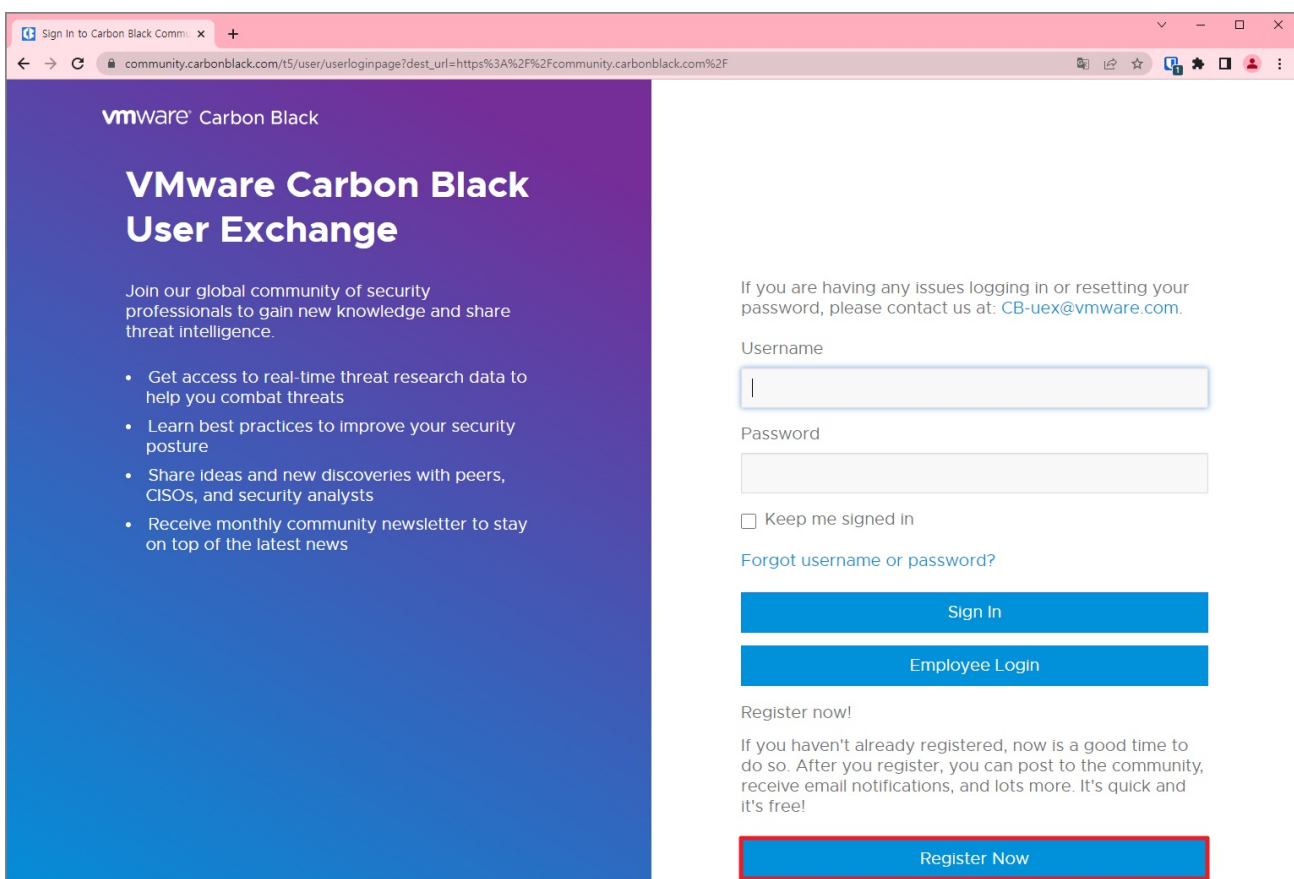 Sign In to Carbon Black Commu
community.carbonblack.com/t5/user/userloginpage?dest_url=https%3A%2F%2Fcommunity.carbonblack.com%2F
1
vmware® Carbon Black
VMware Carbon Black
User Exchange
Join our global community of security
professionals to gain new knowledge and share
threat intelligence.
• Get access to real-time threat research data to
help you combat threats
• Learn best practices to improve your security
posture
• Share ideas and new discoveries with peers,
CISOs, and security analysts
• Receive monthly community newsletter to stay
on top of the latest news
If you are having any issues logging in or resetting your
password, please contact us at: CB-uex@vmware.com.
Username
Password
Keep me signed in
Forgot username or password?
Sign In
Employee Login
Register now!
If you haven't already registered, now is a good time to
do so. After you register, you can post to the community,
receive email notifications, and lots more. It's quick and
it's free!
Register Now